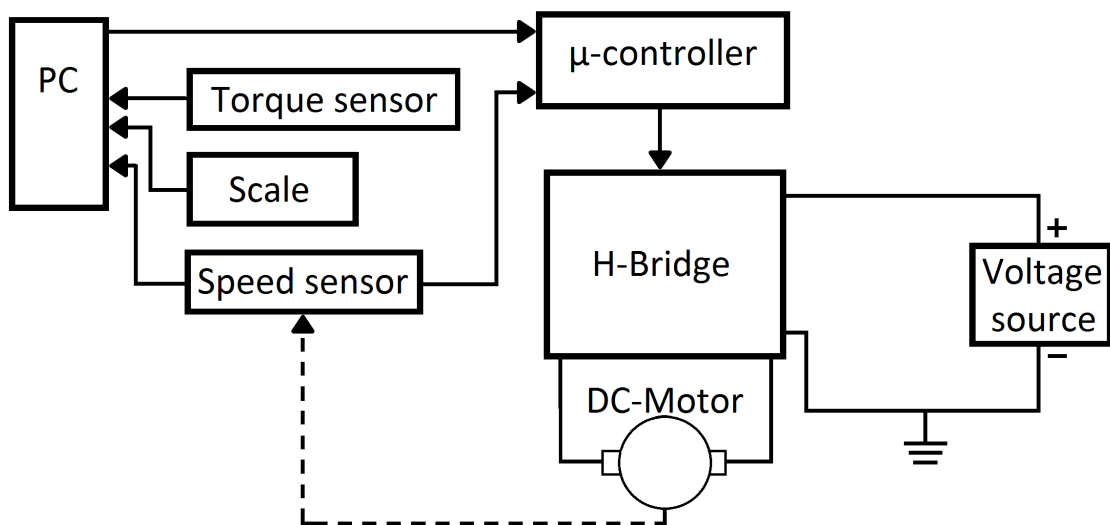 PC
μ-controller
Torque sensor
Scale
Speed sensor
H-Bridge
+
Voltage
source
−
DC-Motor